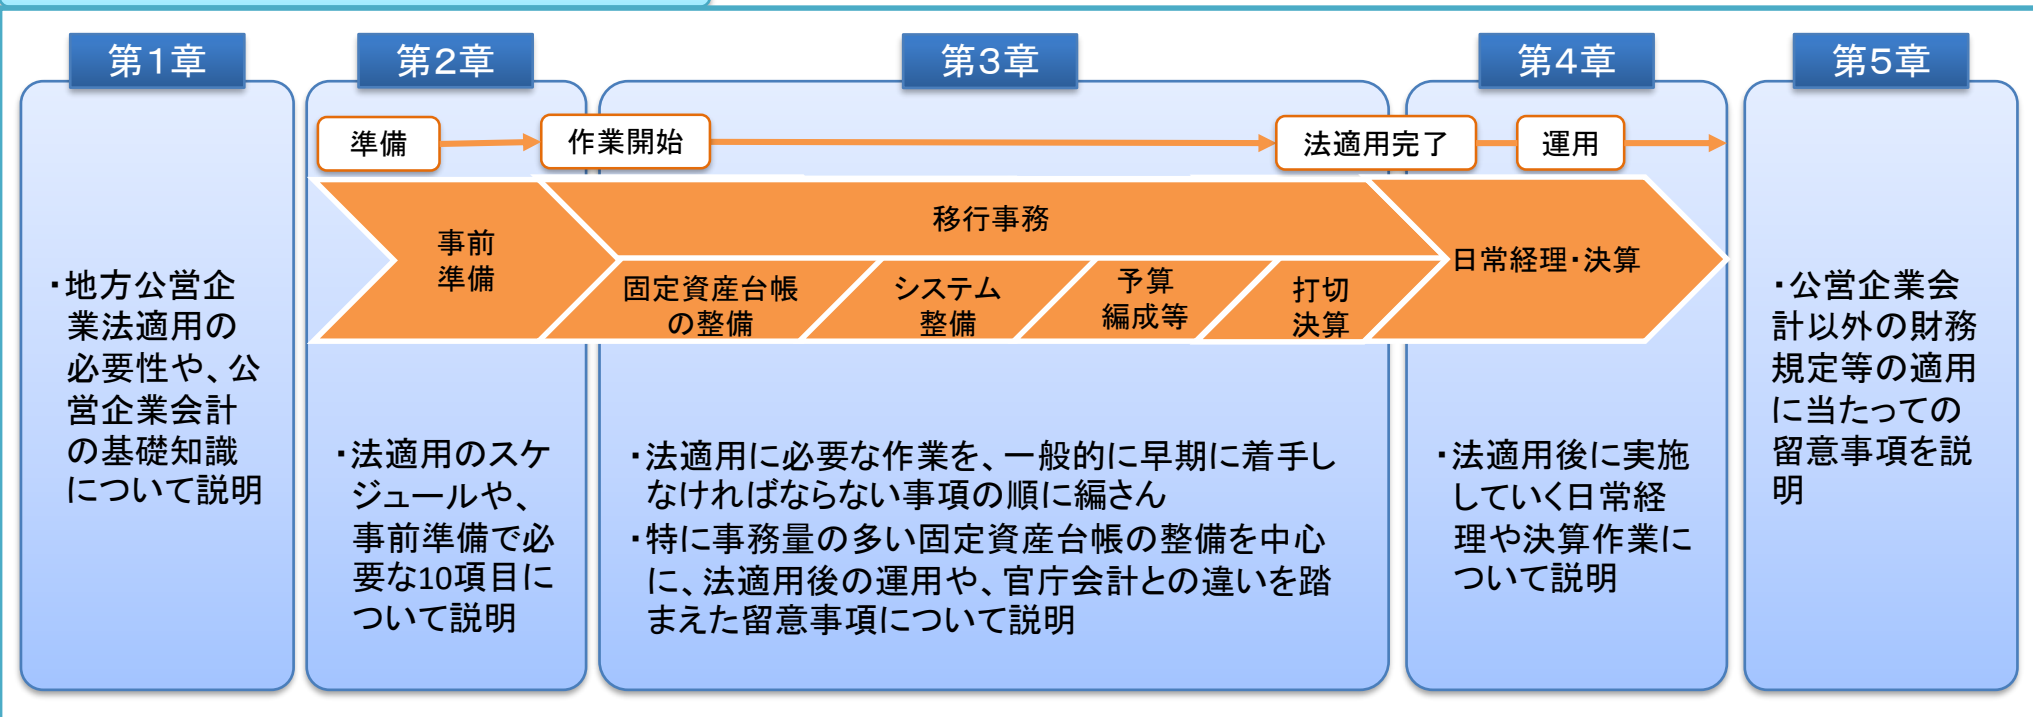 第1章
・地方公営企
業法適用の
必要性や、公
営企業会計
の基礎知識
について説明
第2章
準備
事前
準備
・法適用のスケ
ジュールや、
事前準備で必
要な10項目に
ついて説明
第3章
作業開始
法適用完了
移行事務
固定資産台帳
の整備
システム
整備
予算
編成等
打切
決算
・法適用に必要な作業を、一般的に早期に着手し
なければならない事項の順に編さん
・特に事務量の多い固定資産台帳の整備を中心
に、法適用後の運用や、官庁会計との違いを踏
まえた留意事項について説明
第4章
運用
日常経理・決算
・法適用後に実施
していく日常経
理や決算作業に
ついて説明
第5章
・公営企業会
計以外の財務
規定等の適用
に当たっての
留意事項を説
明